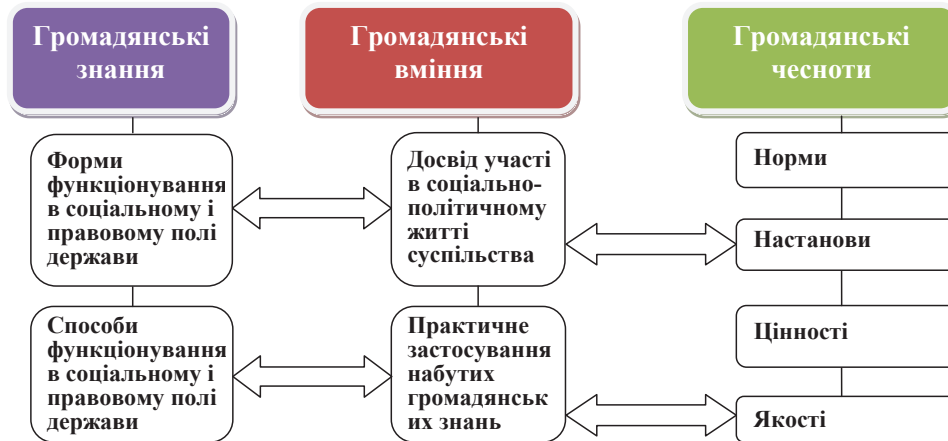 Громадянські
знання
Форми
функціонування
в соціальному і
правовому полі
держави
Способи
функціонування
в соціальному і
правовому полі
держави
Громадянські
вміння
Досвід участі
в соціально-
політичному
житті
суспільства
Практичне
застосування
набутих
громадянськ
их знань
Громадянські
чесноти
Норми
Настанови
Цінності
Якості